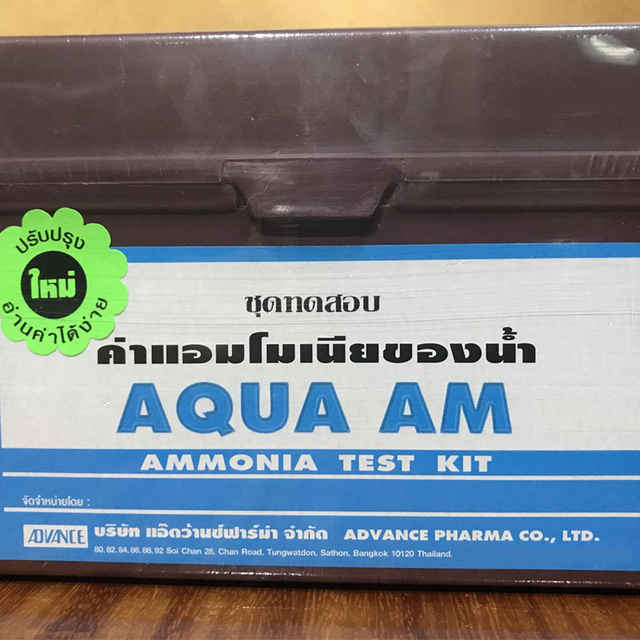 ปรับปรุง
ใหม่
อ่านค่าได้ง่าย
ชุดทดสอบ
ค่าแอมโมเนียของน้ำ
AQUA AM
AMMONIA TEST KIT
จัดจำหน่ายโดย :
ADVANCE บริษัท แอ๊ดว้านซ์ฟาร์ม่า จำกัด ADVANCE PHARMA CO., LTD.
80, 82, 84, 86, 88, 92 Soi Chan 28, Chan Road, Tungwatdon, Sathon, Bangkok 10120 Thailand.